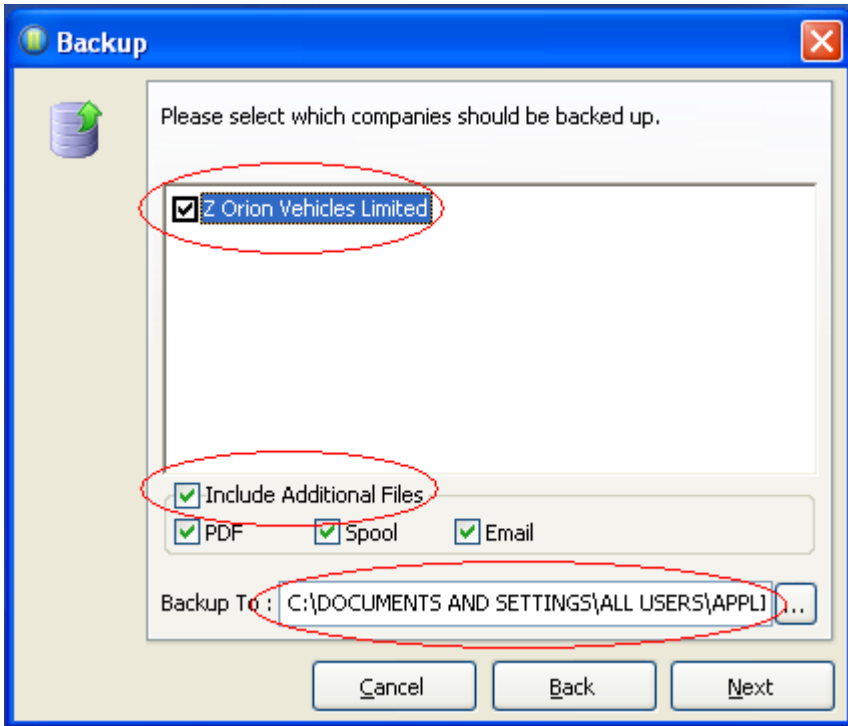 Backup
Please select which companies should be backed up.
Z Orion Vehicles Limited
Include Additional Files
PDF Spool Email
Backup To : C:\DOCUMENTS AND SETTINGS\ALL USERS\APPLI ...
Cancel Back Next